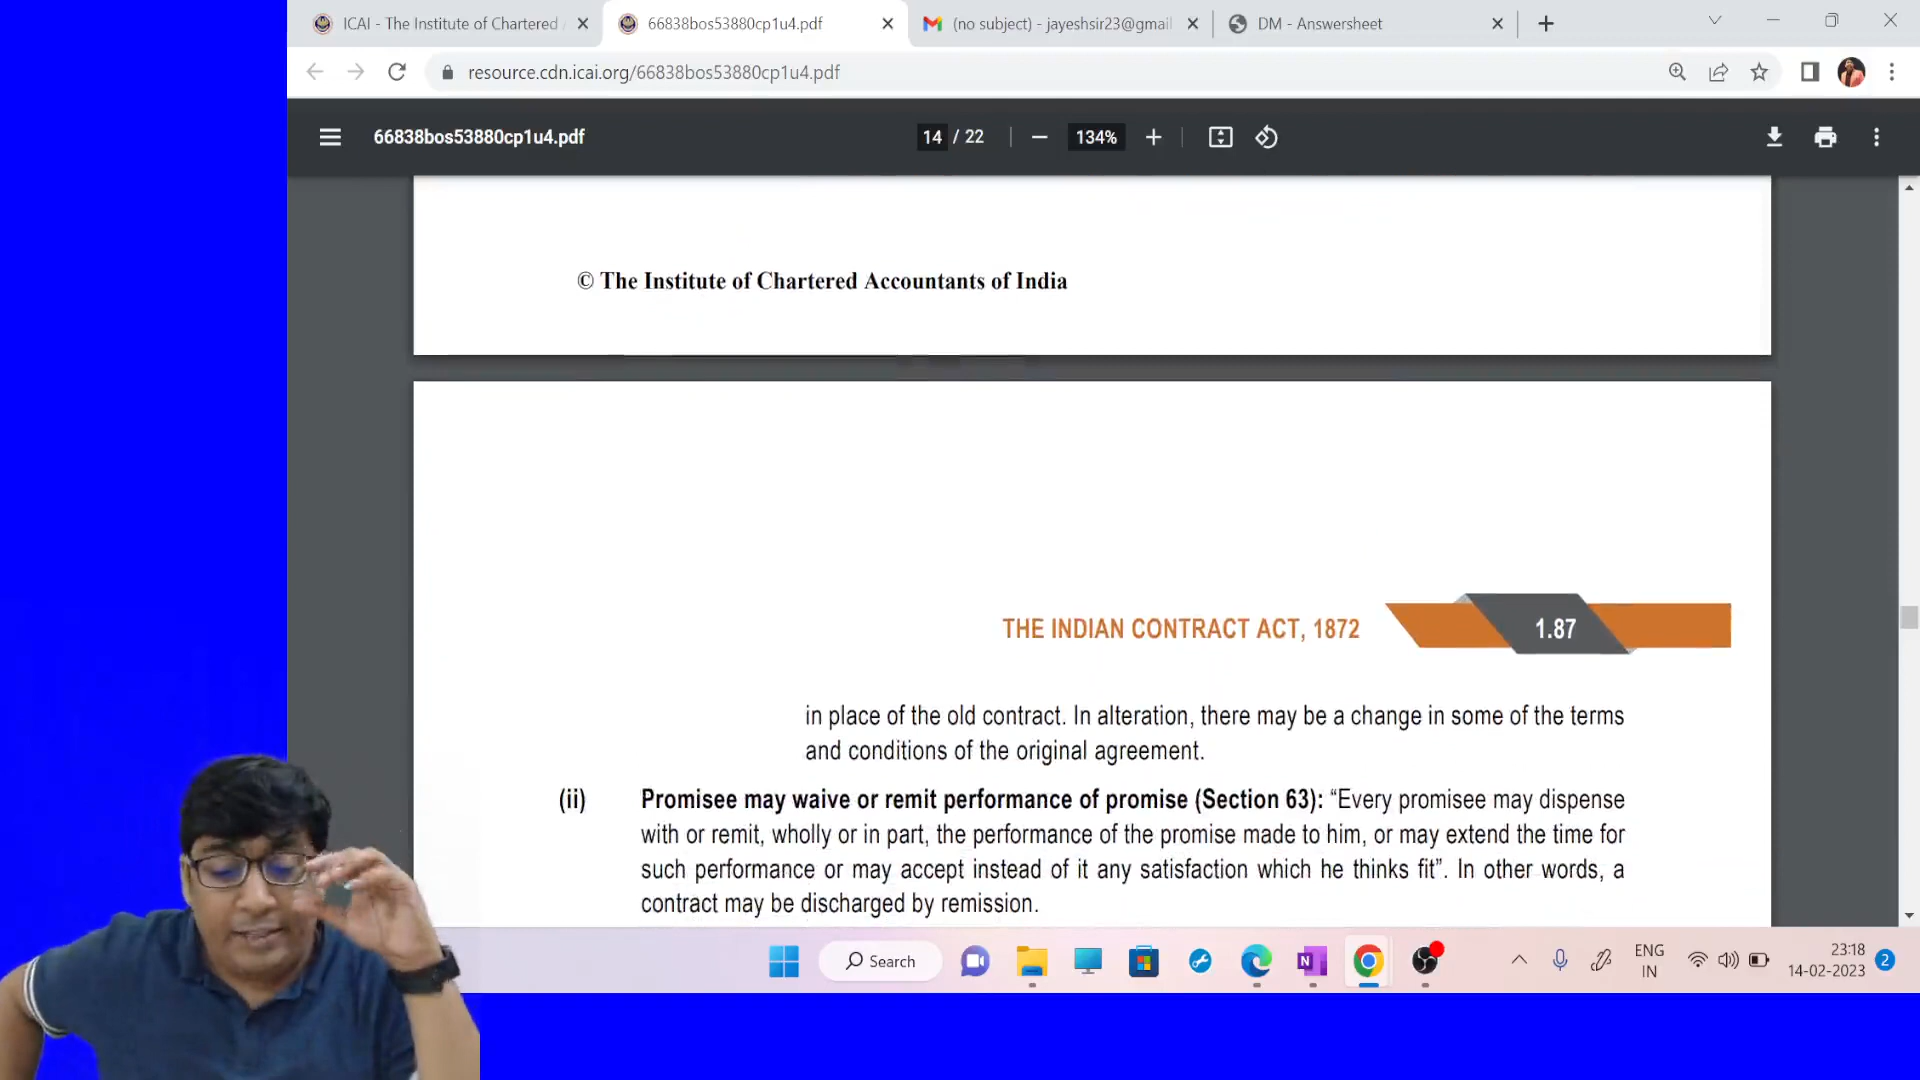 ICAI - The Institute of Chartered
66838bos53880cp1u4.pdf
(no subject) - jayeshsir23@gmail
DM - Answersheet
resource.cdn.icai.org/66838bos53880cp1u4.pdf
66838bos53880cp1u4.pdf
14 / 22
134%
© The Institute of Chartered Accountants of India
THE INDIAN CONTRACT ACT, 1872
1.87
in place of the old contract. In alteration, there may be a change in some of the terms
and conditions of the original agreement.
(ii) Promisee may waive or remit performance of promise (Section 63): “Every promisee may dispense
with or remit, wholly or in part, the performance of the promise made to him, or may extend the time for
such performance or may accept instead of it any satisfaction which he thinks fit”. In other words, a
contract may be discharged by remission.
Search
ENG
IN
23:18
14-02-2023
2